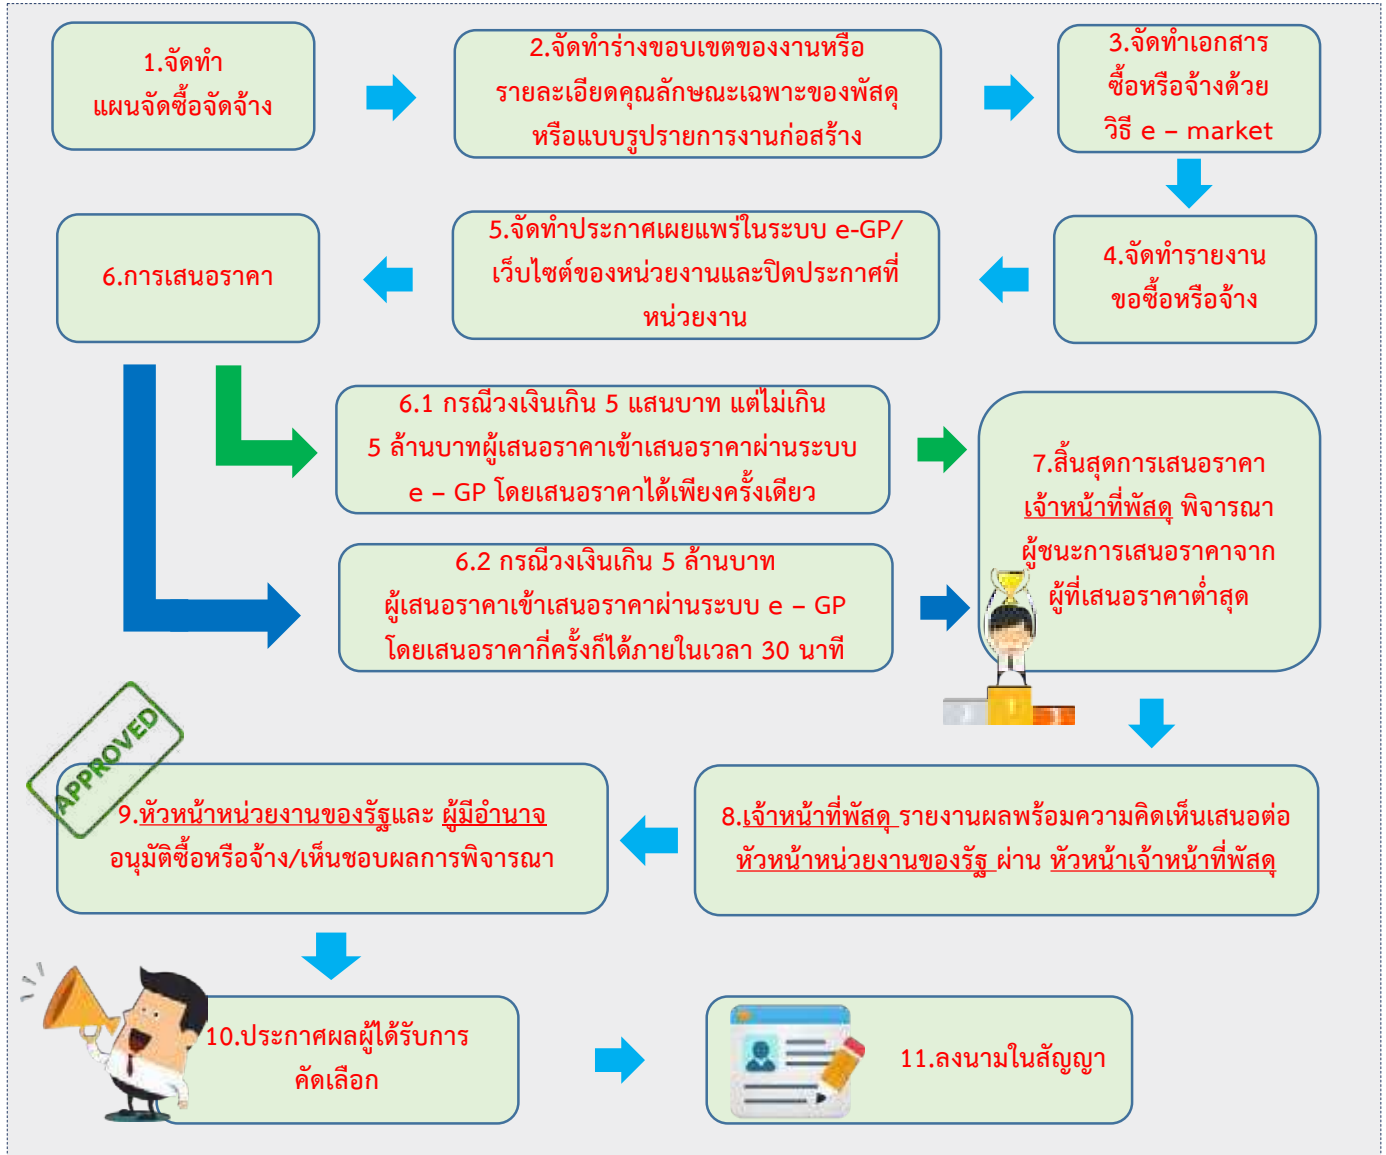 1.จัดทำ
แผนจัดซื้อจัดจ้าง
2.จัดทำร่างขอบเขตของงานหรือ
รายละเอียดคุณลักษณะเฉพาะของพัสดุ
หรือแบบรูปรายการงานก่อสร้าง
3.จัดทำเอกสาร
ซื้อหรือจ้างด้วย
วิธี e – market
4.จัดทำรายงาน
ขอซื้อหรือจ้าง
5.จัดทำประกาศเผยแพร่ในระบบ e-GP/
เว็บไซต์ของหน่วยงานและปิดประกาศที่
หน่วยงาน
6.การเสนอราคา
6.1 กรณีวงเงินเกิน 5 แสนบาท แต่ไม่เกิน
5 ล้านบาทผู้เสนอราคาเข้าเสนอราคาผ่านระบบ
e – GP โดยเสนอราคาได้เพียงครั้งเดียว
6.2 กรณีวงเงินเกิน 5 ล้านบาท
ผู้เสนอราคาเข้าเสนอราคาผ่านระบบ e – GP
โดยเสนอราคากี่ครั้งก็ได้ภายในเวลา 30 นาที
7.สิ้นสุดการเสนอราคา
เจ้าหน้าที่พัสดุ พิจารณา
ผู้ชนะการเสนอราคาจาก
ผู้ที่เสนอราคาต่ำสุด
8.เจ้าหน้าที่พัสดุ รายงานผลพร้อมความคิดเห็นเสนอต่อ
หัวหน้าหน่วยงานของรัฐ ผ่าน หัวหน้าเจ้าหน้าที่พัสดุ
APPROVED
9.หัวหน้าหน่วยงานของรัฐและ ผู้มีอำนาจ
อนุมัติซื้อหรือจ้าง/เห็นชอบผลการพิจารณา
10.ประกาศผลผู้ได้รับการ
คัดเลือก
11.ลงนามในสัญญา